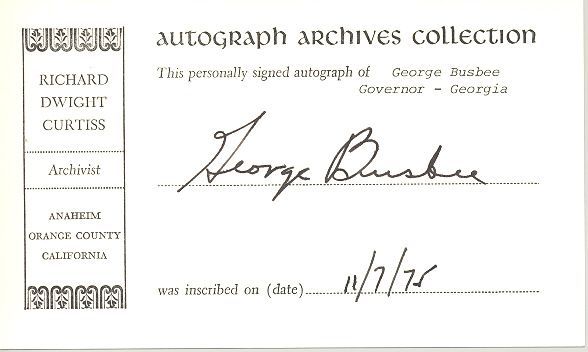 RICHARD
DWIGHT
CURTISS
Archivist
ANAHEIM
ORANGE COUNTY
CALIFORNIA
autograph archives collection
This personally signed autograph of George Busbee
Governor - Georgia
George Busbee
was inscribed on (date) 11/7/75